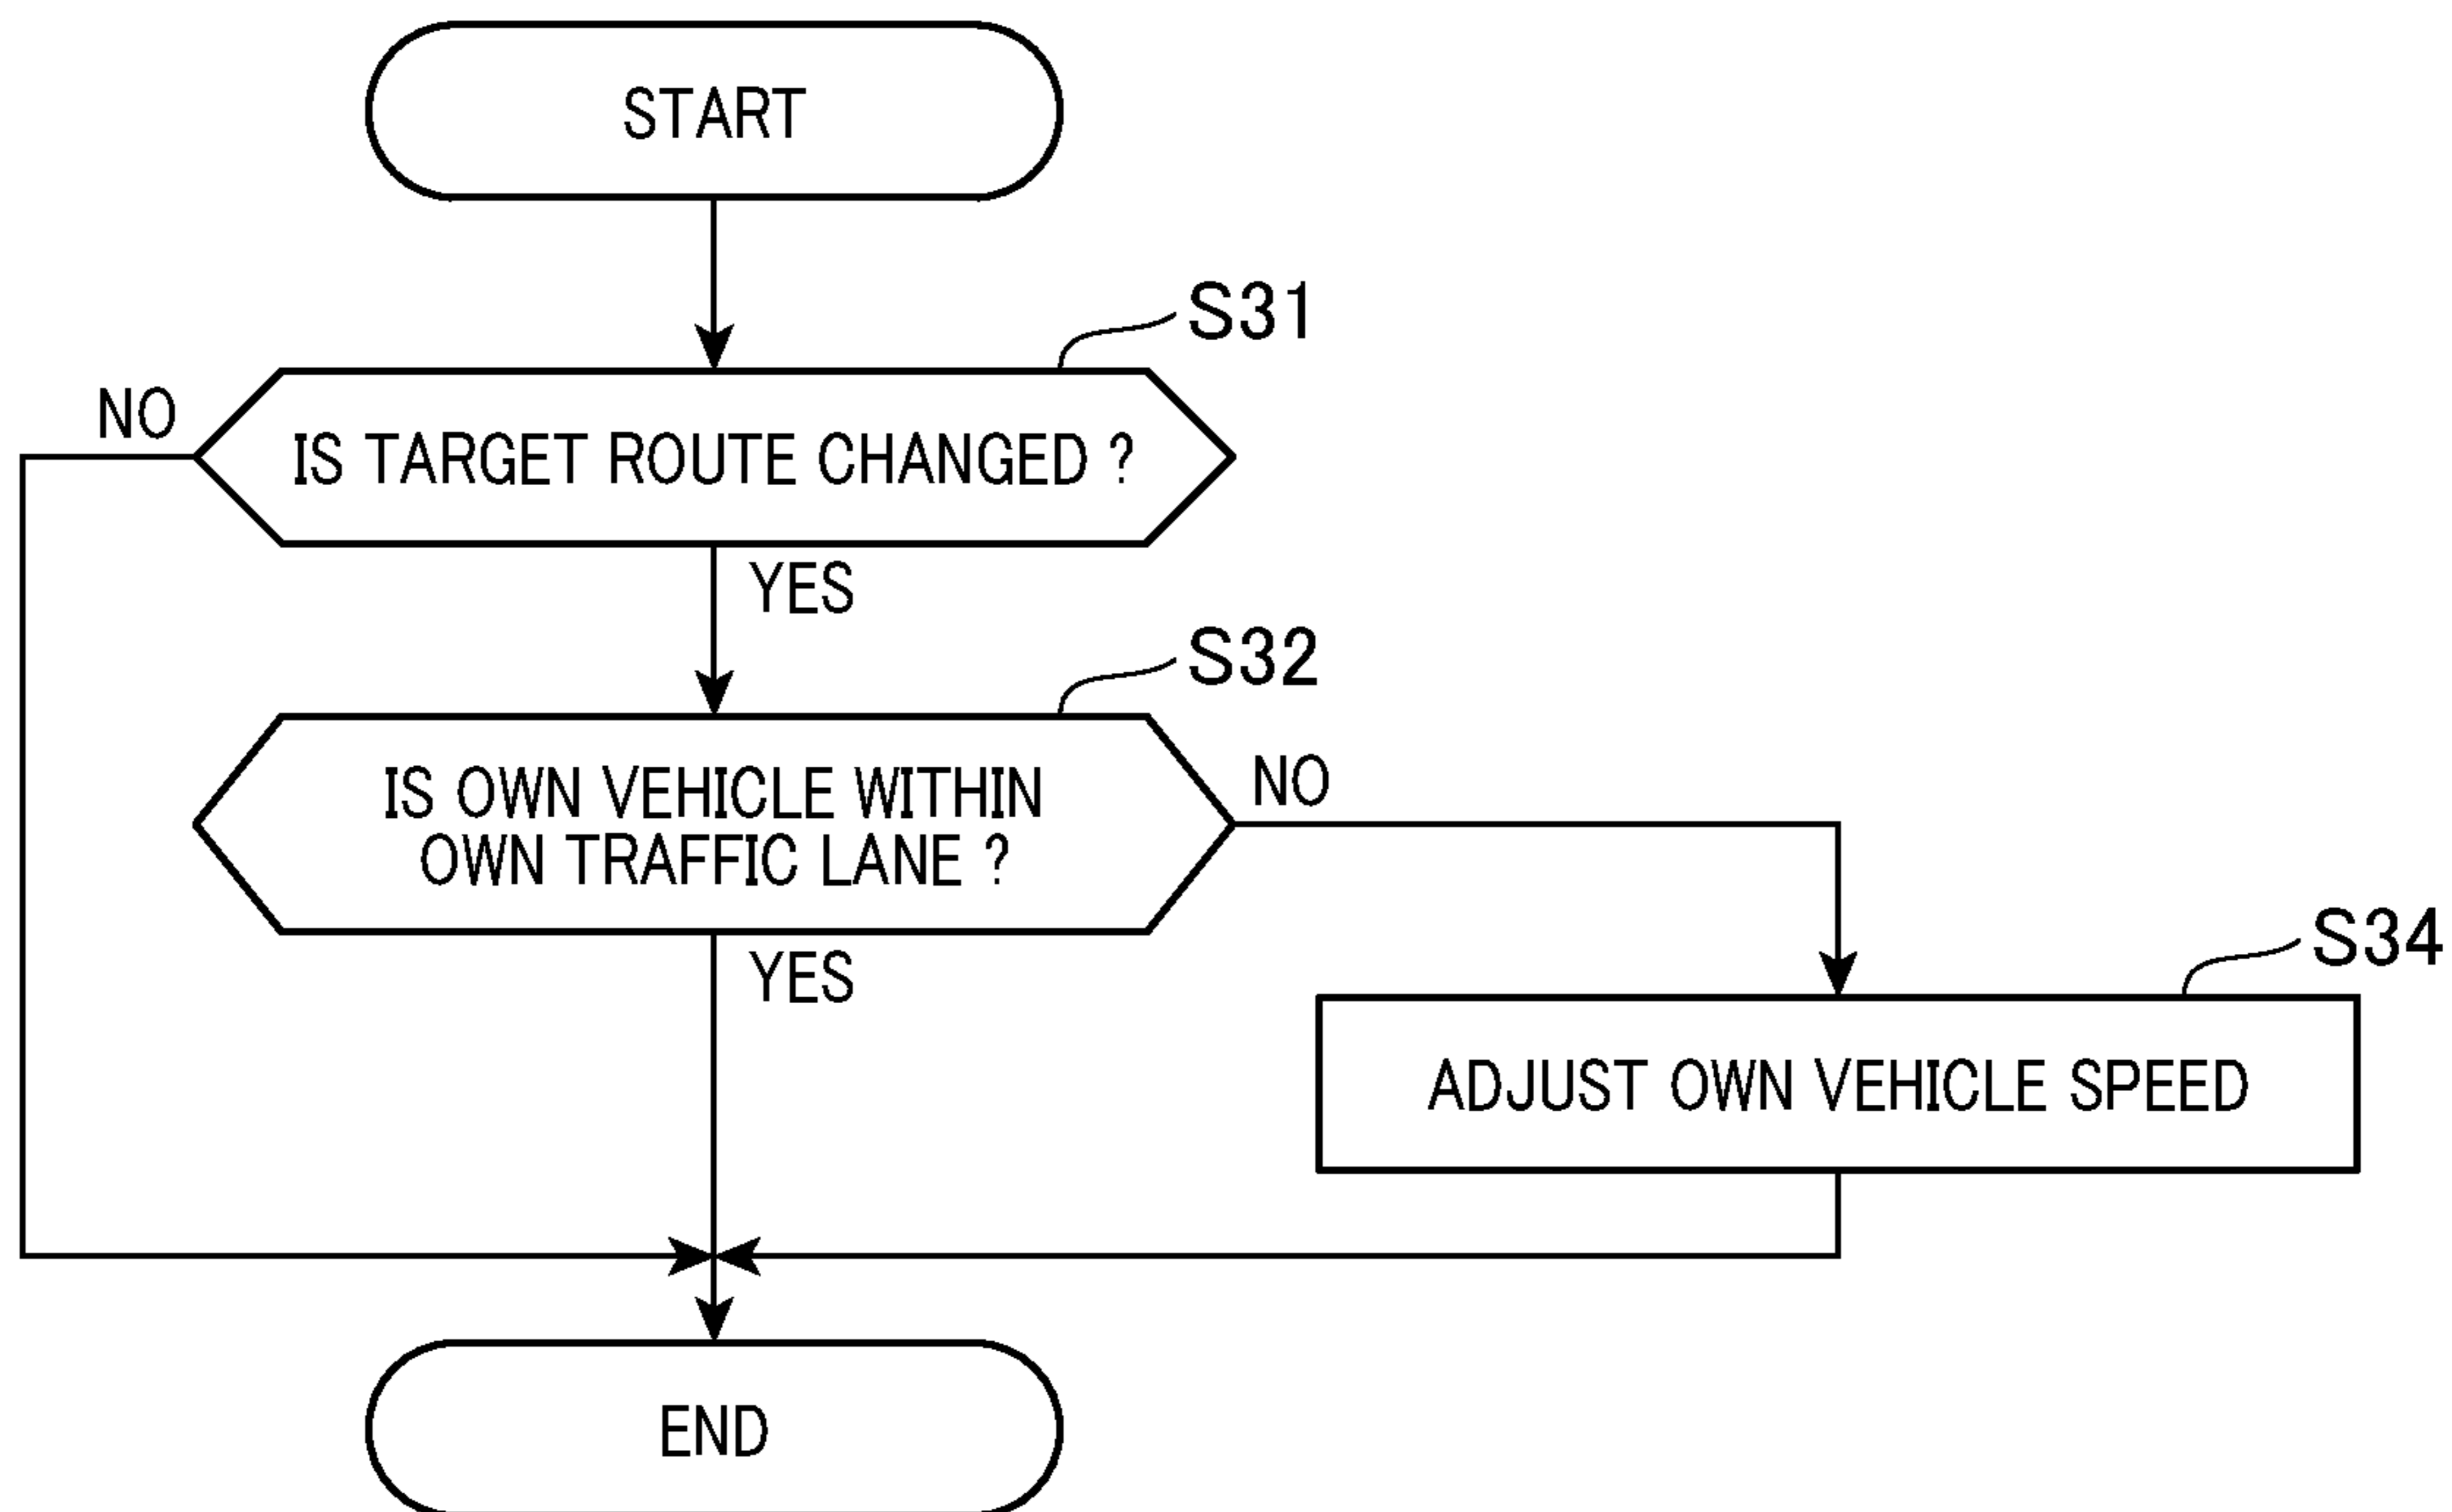 START
S31
NO
IS TARGET ROUTE CHANGED ?
YES
S32
IS OWN VEHICLE WITHIN
OWN TRAFFIC LANE ?
NO
YES
S34
ADJUST OWN VEHICLE SPEED
END